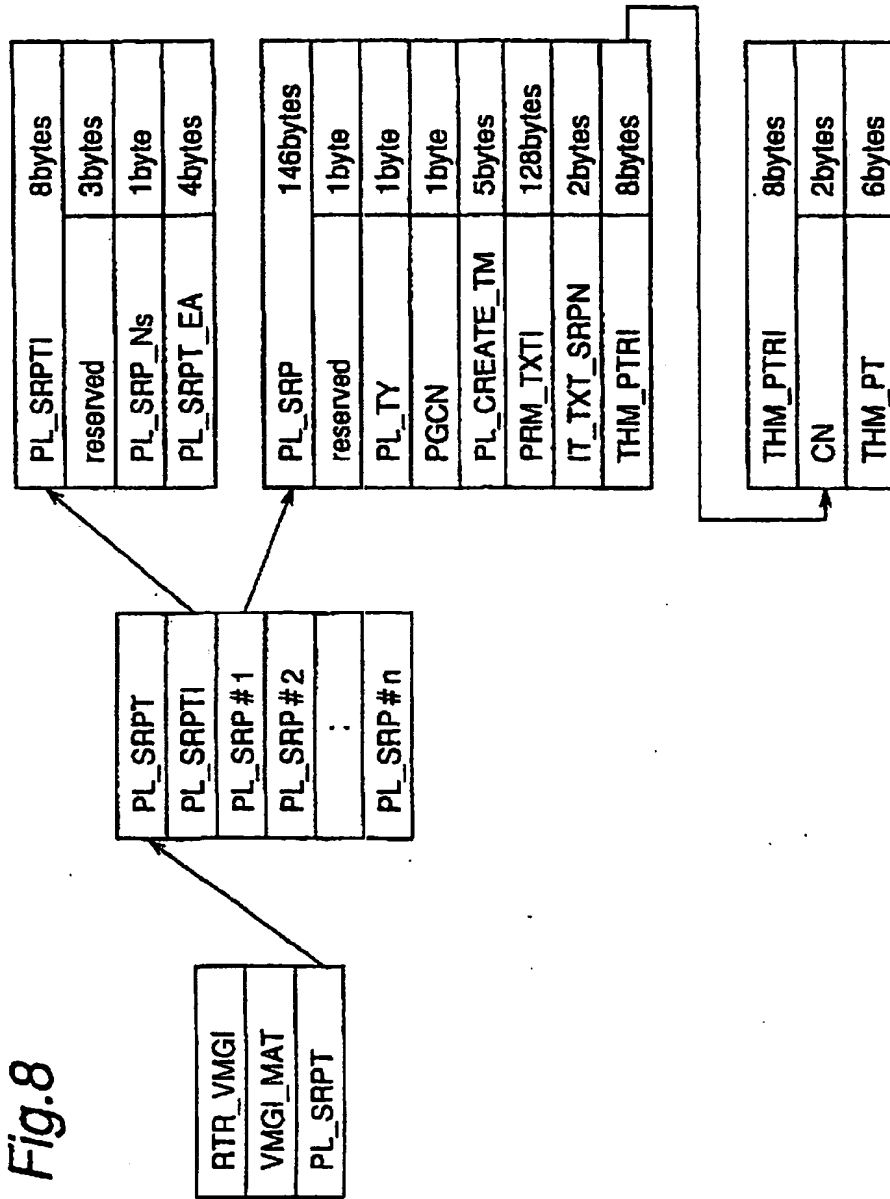 Fig.8
RTR_VMGI
VMGI_MAT
PL_SRPT
PL_SRPT
PL_SRPTI
PL_SRP#1
PL_SRP#2
:
PL_SRP#n
PL_SRPTI 8bytes
reserved 3bytes
PL_SRP_Ns 1byte
PL_SRPT_EA 4bytes
PL_SRP 146bytes
reserved 1byte
PL_TY 1byte
PGCN 1byte
PL_CREATE_TM 5bytes
PRM_TXTI 128bytes
IT_TXT_SRPN 2bytes
THM_PTRI 8bytes
THM_PTRI 8bytes
CN 2bytes
THM_PT 6bytes